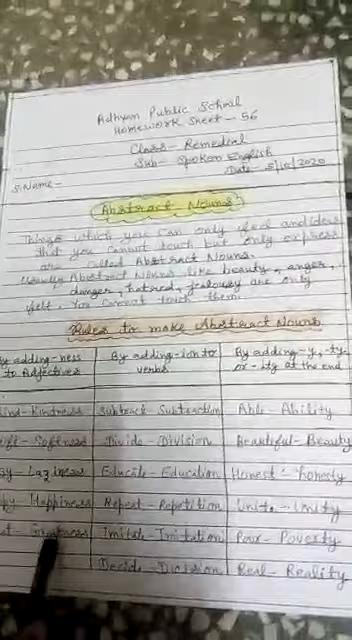 Adhyan Public School
Homework Sheet - 56
Class - Remedial
Sub - Spoken English
Date - 5/10/2020
S.Name -
Abstract Nouns
Things which you can only feel and ideas
that you cannot touch but only express
are called Abstract Nouns.
Usually Abstract Nouns like beauty, anger,
danger, hatred, jealousy are only
felt. You cannot touch them.
Rules to make Abstract Nouns
By adding -ness By adding -ion to By adding -y, -ty
to Adjectives verbs or -ity at the end
Kind - Kindness Subtract - Subtraction Able - Ability
Soft - Softness Divide - Division Beautiful - Beauty
Lazy - Laziness Educate - Education Honest - honesty
Happy Happiness Repeat - Repetition Unite - Unity
Imitate - Imitation Poor - Poverty
Decide - Real - Reality